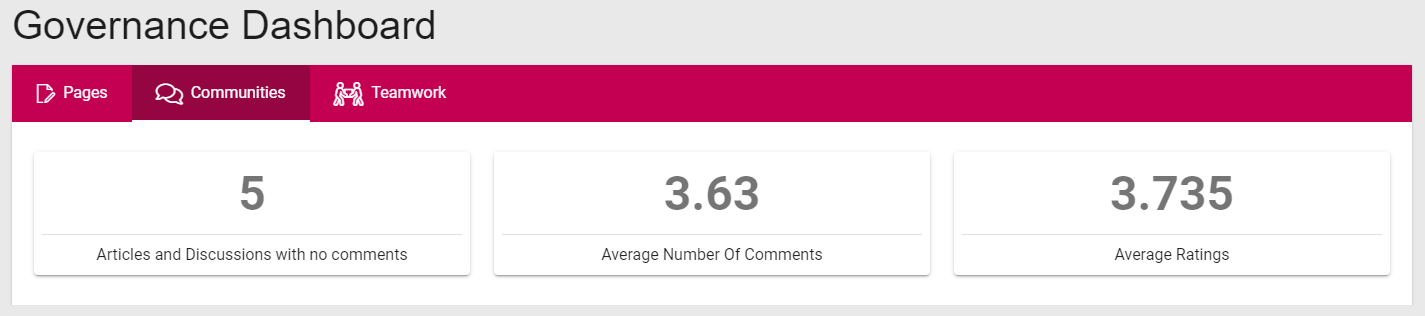 Governance Dashboard
Pages
Communities
Teamwork
5
Articles and Discussions with no comments
3.63
Average Number Of Comments
3.735
Average Ratings